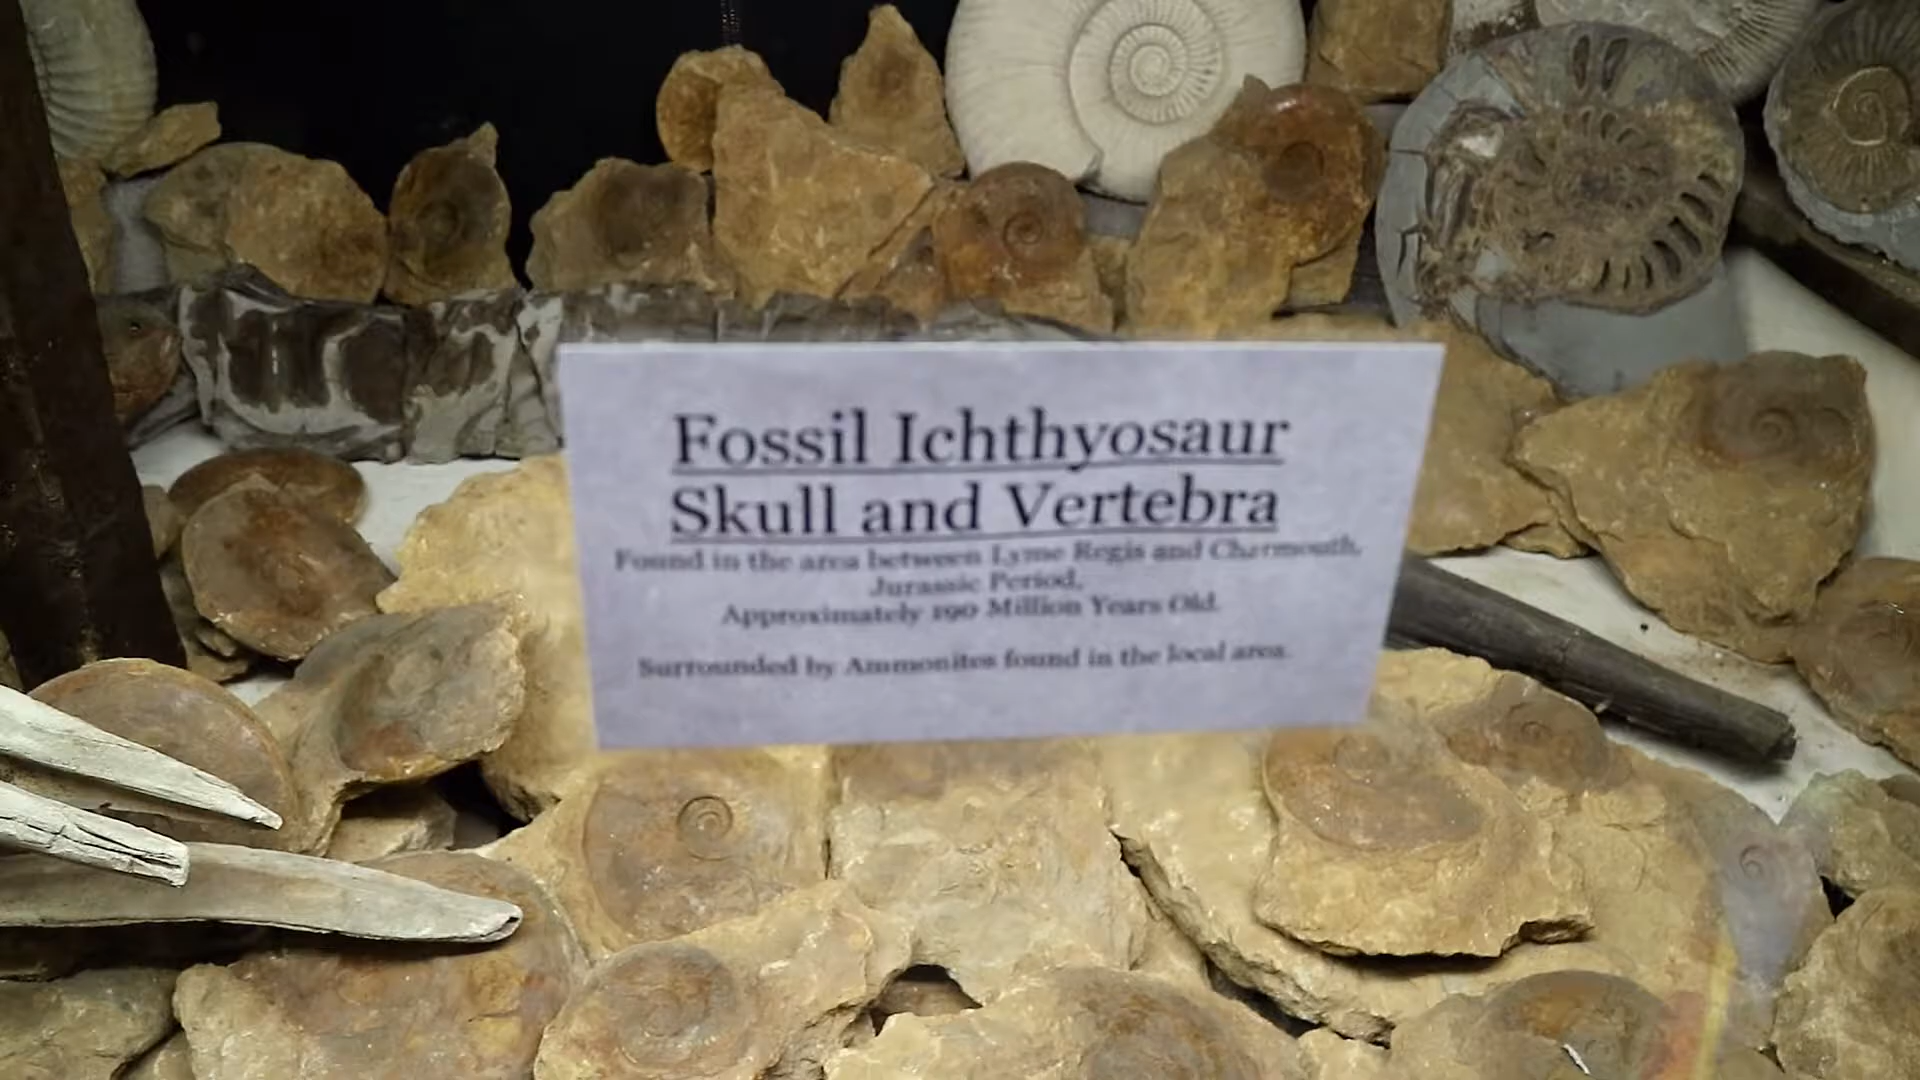 Fossil Ichthyosaur
Skull and Vertebra
Found in the area between Lyme Regis and Charmouth,
Jurassic Period,
Approximately 190 Million Years Old.
Surrounded by Ammonites found in the local area.